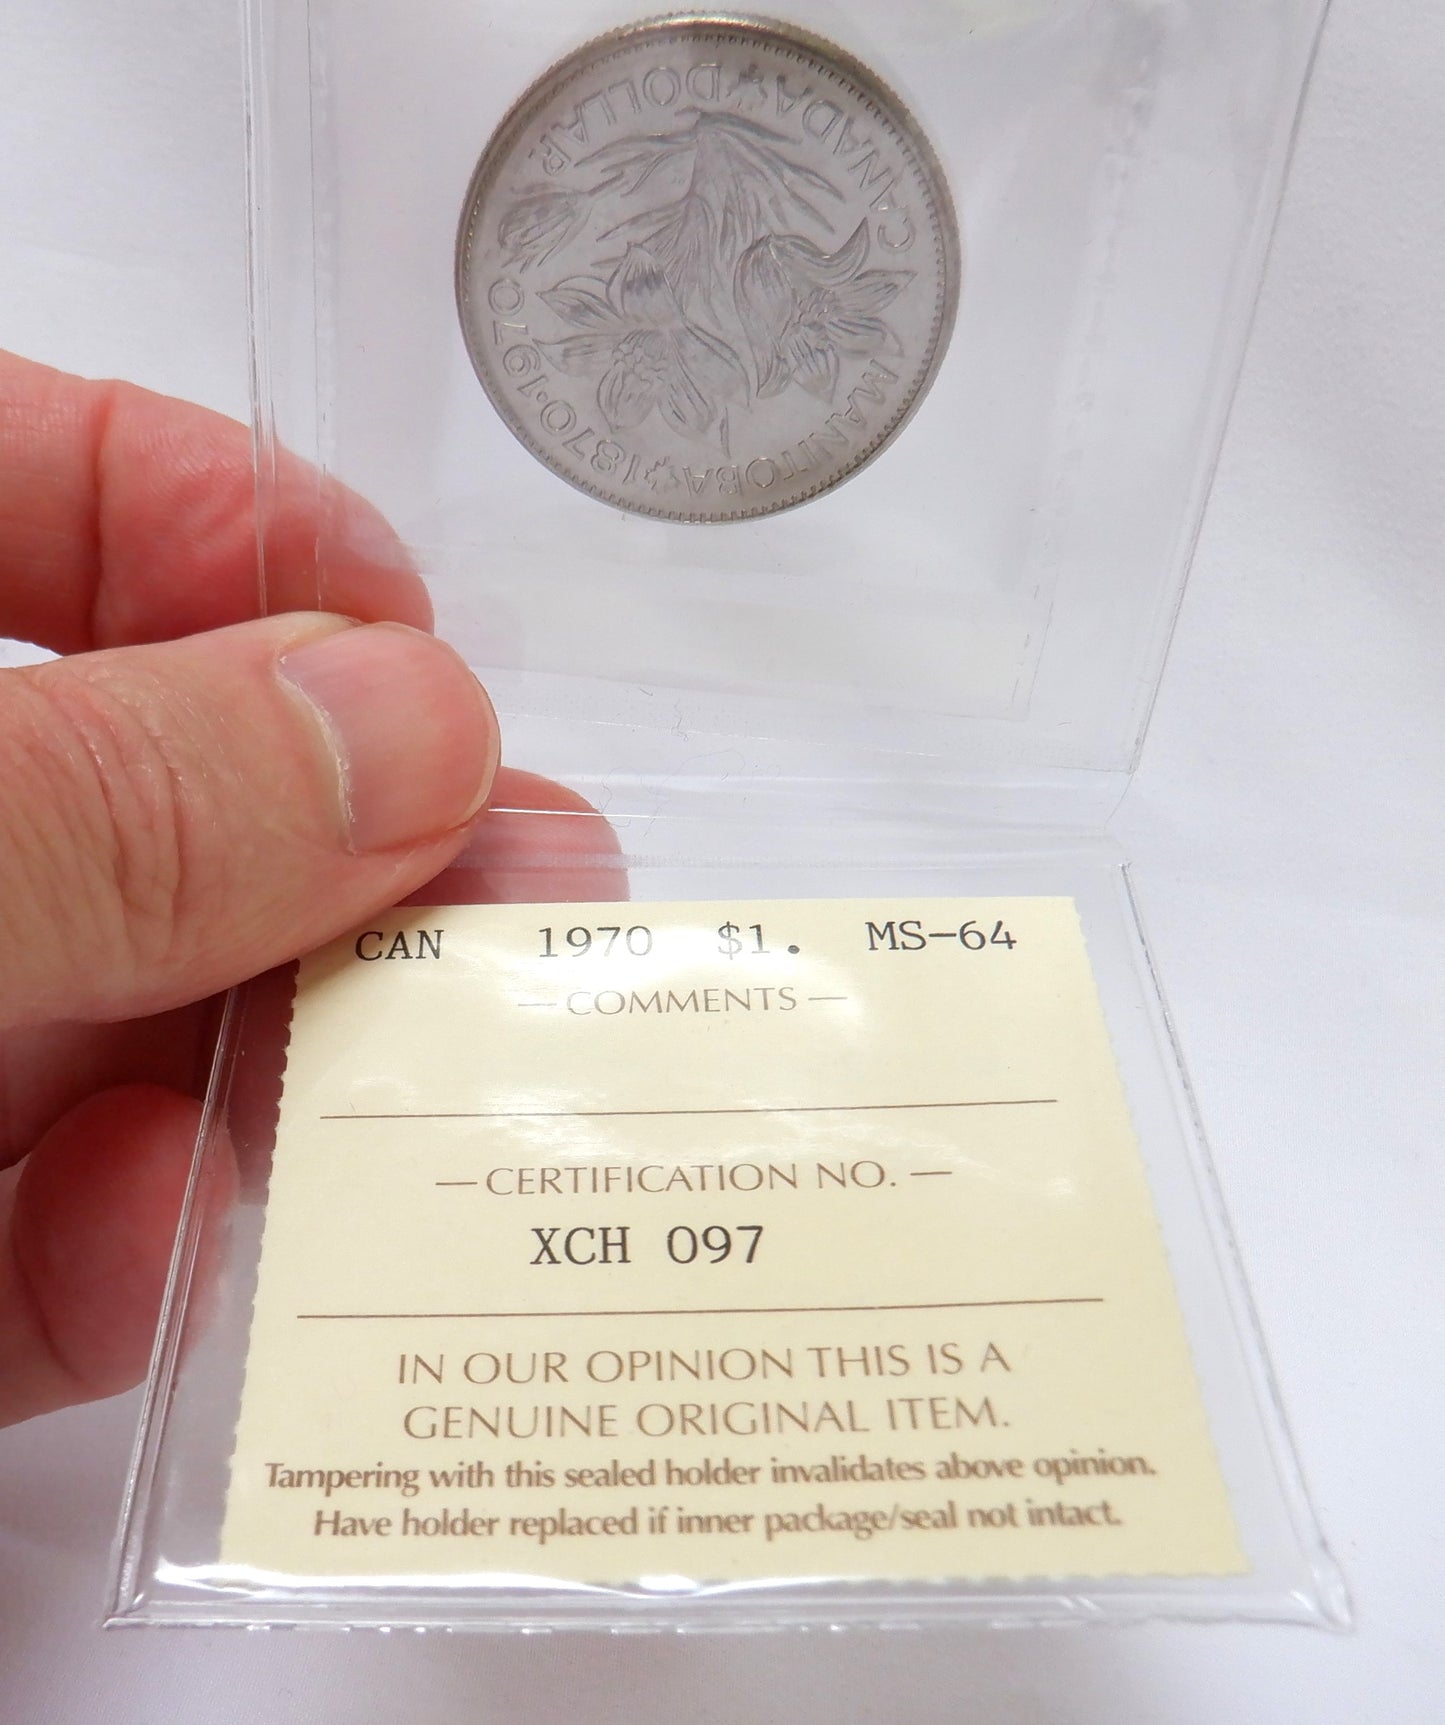 CANADA DOLLAR
MANITOBA 1870·1970
CAN 1970 $1. MS-64
— COMMENTS —
— CERTIFICATION NO. —
XCH 097
IN OUR OPINION THIS IS A
GENUINE ORIGINAL ITEM.
Tampering with this sealed holder invalidates above opinion.
Have holder replaced if inner package/seal not intact.